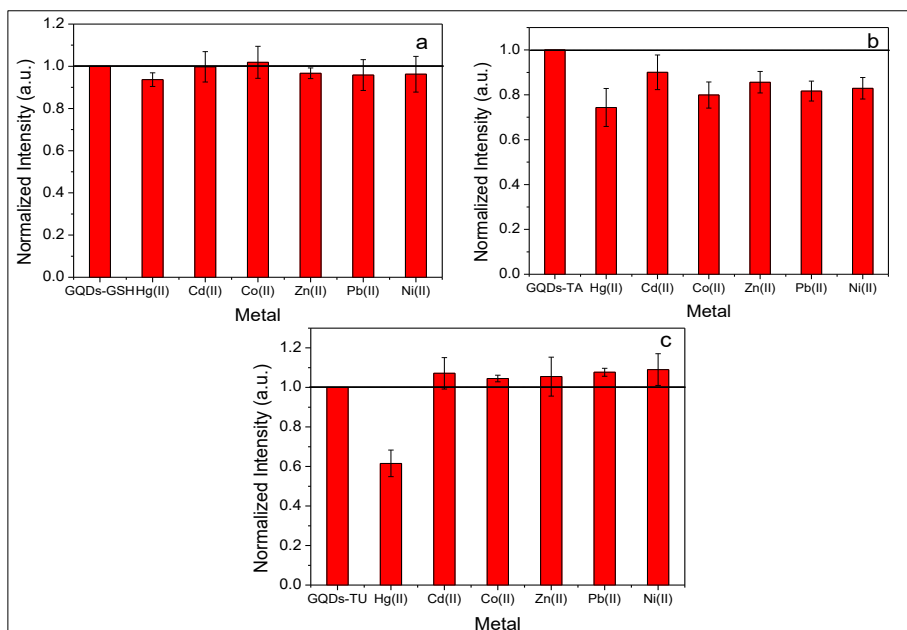 a
Normalized Intensity (a.u.)
1.2
1.0
0.8
0.6
0.4
0.2
0.0
GQDs-GSH Hg(II) Cd(II) Co(II) Zn(II) Pb(II) Ni(II)
Metal
b
Normalized Intensity (a.u.)
1.0
0.8
0.6
0.4
0.2
0.0
GQDs-TA Hg(II) Cd(II) Co(II) Zn(II) Pb(II) Ni(II)
Metal
c
Normalized Intensity (a.u.)
1.2
1.0
0.8
0.6
0.4
0.2
0.0
GQDs-TU Hg(II) Cd(II) Co(II) Zn(II) Pb(II) Ni(II)
Metal